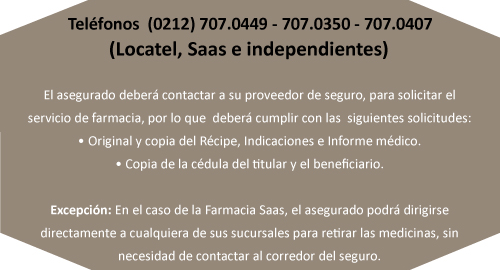 Teléfonos  (0212) 707.0449 - 707.0350 - 707.0407
(Locatel, Saas e independientes)
El asegurado deberá contactar a su proveedor de seguro, para solicitar el
servicio de farmacia, por lo que  deberá cumplir con las  siguientes solicitudes:
• Original y copia del Récipe, Indicaciones e Informe médico.
• Copia de la cédula del titular y el beneficiario.
Excepción: En el caso de la Farmacia Saas, el asegurado podrá dirigirse
directamente a cualquiera de sus sucursales para retirar las medicinas, sin
necesidad de contactar al corredor del seguro.